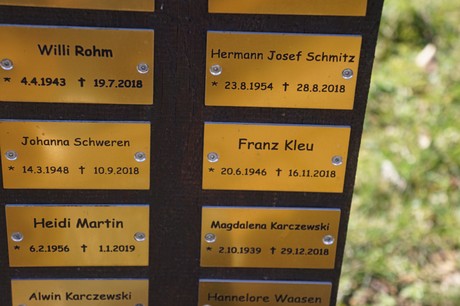 Willi Rohm
* 4.4.1943 † 19.7.2018
Johanna Schweren
* 14.3.1948 † 10.9.2018
Heidi Martin
* 6.2.1956 † 1.1.2019
Alwin Karczewski
Hermann Josef Schmitz
* 23.8.1954 † 28.8.2018
Franz Kleu
* 20.6.1946 † 16.11.2018
Magdalena Karczewski
* 2.10.1939 † 29.12.2018
Hannelore Waasen